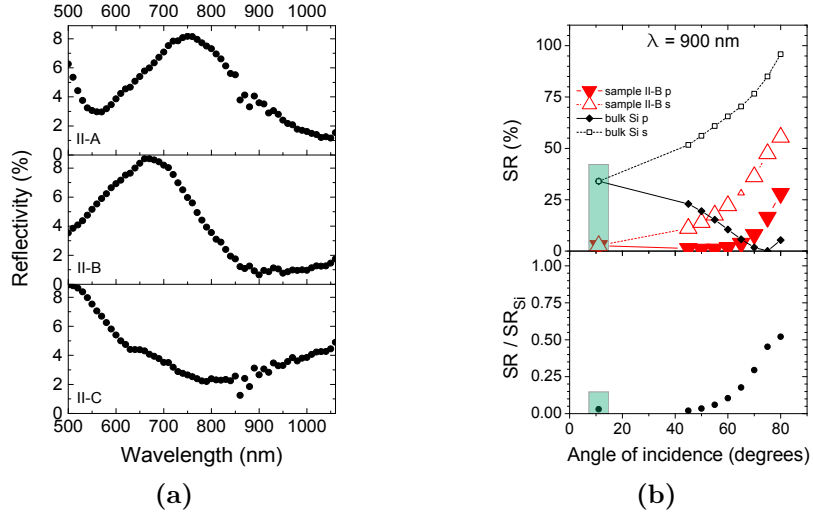 500 600 700 800 900 1000
8
6
4
2
0
II-A
8
6
4
2
0
II-B
8
6
4
2
0
II-C
500 600 700 800 900 1000
Reflectivity (%)
Wavelength (nm)
(a)
λ = 900 nm
sample II-B p
sample II-B s
bulk Si p
bulk Si s
100
75
50
25
0
SR (%)
1.00
0.75
0.50
0.25
0.00
SR / SR_Si
0 20 40 60 80
Angle of incidence (degrees)
(b)